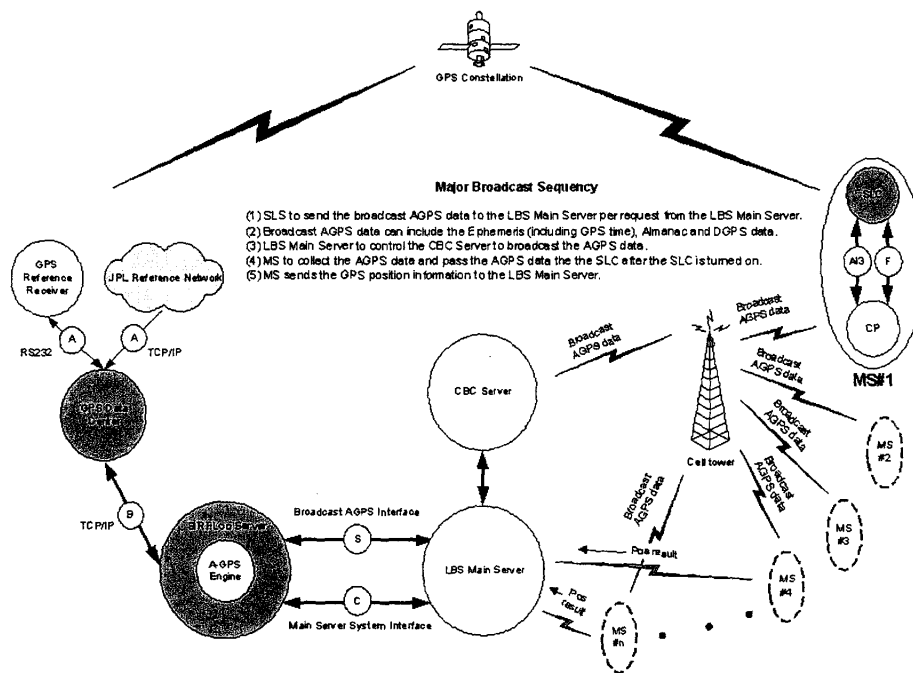 GPS Constellation
Major Broadcast Sequency
(1) SLS to send the broadcast AGPS data to the LBS Main Server per request from the LBS Main Server.
(2) Broadcast AGPS data can include the Ephemeris (including GPS time), Almanac and DGPS data.
(3) LBS Main Server to control the CBC Server to broadcast the AGPS data.
(4) MS to collect the AGPS data and pass the AGPS data the the SLC after the SLC is turned on.
(5) MS sends the GPS position information to the LBS Main Server.
SLC
AI3
F
CP
MS#1
GPS
Reference
Receiver
JPL Reference Network
A
A
RS232
TCP/IP
GPS Data
Center
B
TCP/IP
Server
A-GPS
Engine
Broadcast AGPS Interface
S
C
Main Server System Interface
CBC Server
LBS Main Server
Broadcast
AGPS data
Broadcast
AGPS data
Broadcast
AGPS data
Broadcast
AGPS data
Broadcast
AGPS data
Broadcast
AGPS data
Cell tower
MS
#2
MS
#3
MS
#4
MS
#n
Pos result
Pos
result